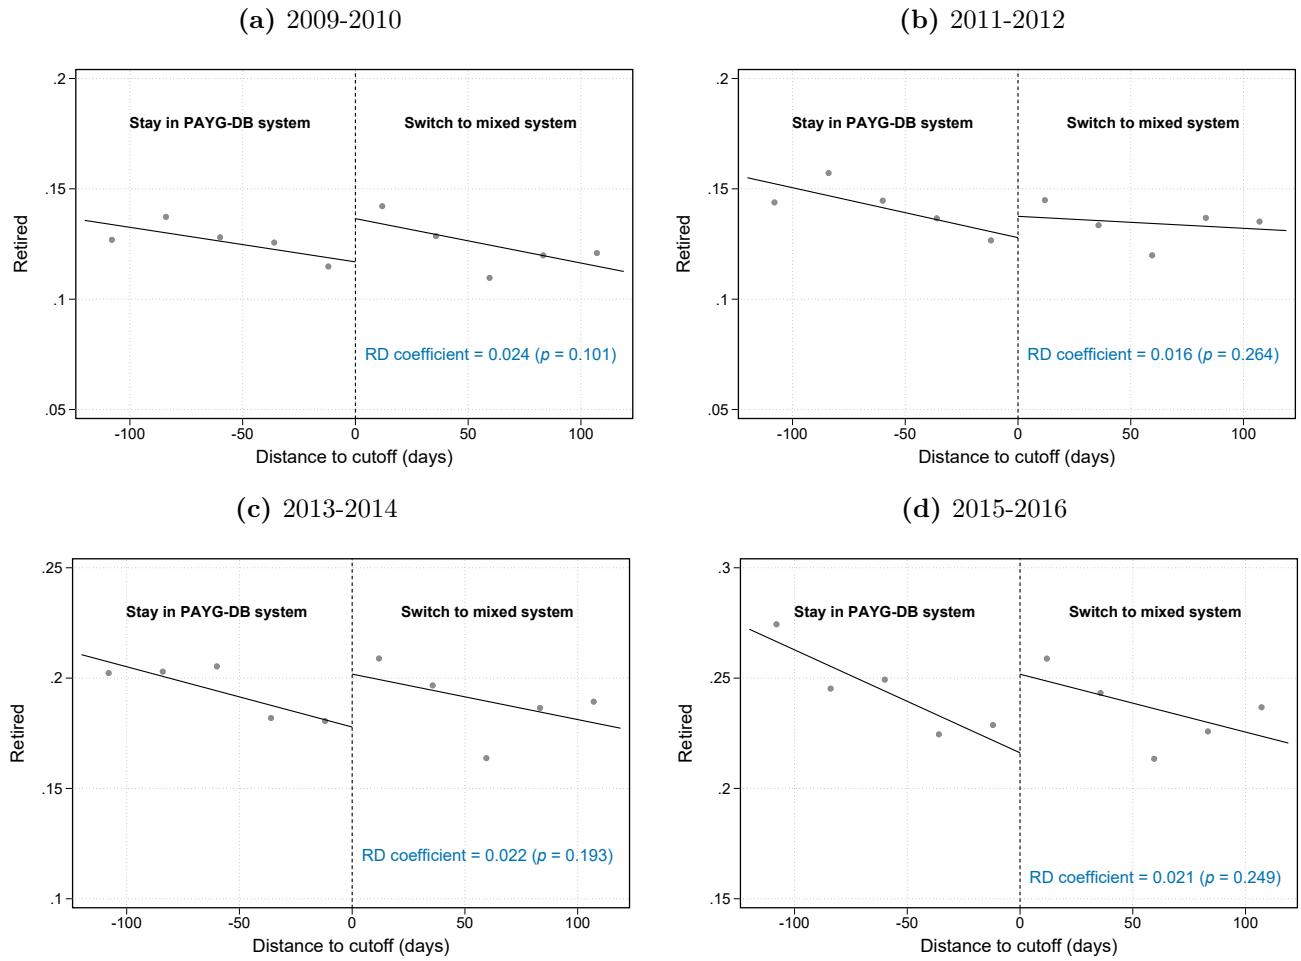 (a) 2009-2010
.2
.15
.1
.05
Retired
Stay in PAYG-DB system
Switch to mixed system
RD coefficient = 0.024 (p = 0.101)
-100 -50 0 50 100
Distance to cutoff (days)
(b) 2011-2012
.2
.15
.1
.05
Retired
Stay in PAYG-DB system
Switch to mixed system
RD coefficient = 0.016 (p = 0.264)
-100 -50 0 50 100
Distance to cutoff (days)
(c) 2013-2014
.25
.2
.15
.1
Retired
Stay in PAYG-DB system
Switch to mixed system
RD coefficient = 0.022 (p = 0.193)
-100 -50 0 50 100
Distance to cutoff (days)
(d) 2015-2016
.3
.25
.2
.15
Retired
Stay in PAYG-DB system
Switch to mixed system
RD coefficient = 0.021 (p = 0.249)
-100 -50 0 50 100
Distance to cutoff (days)